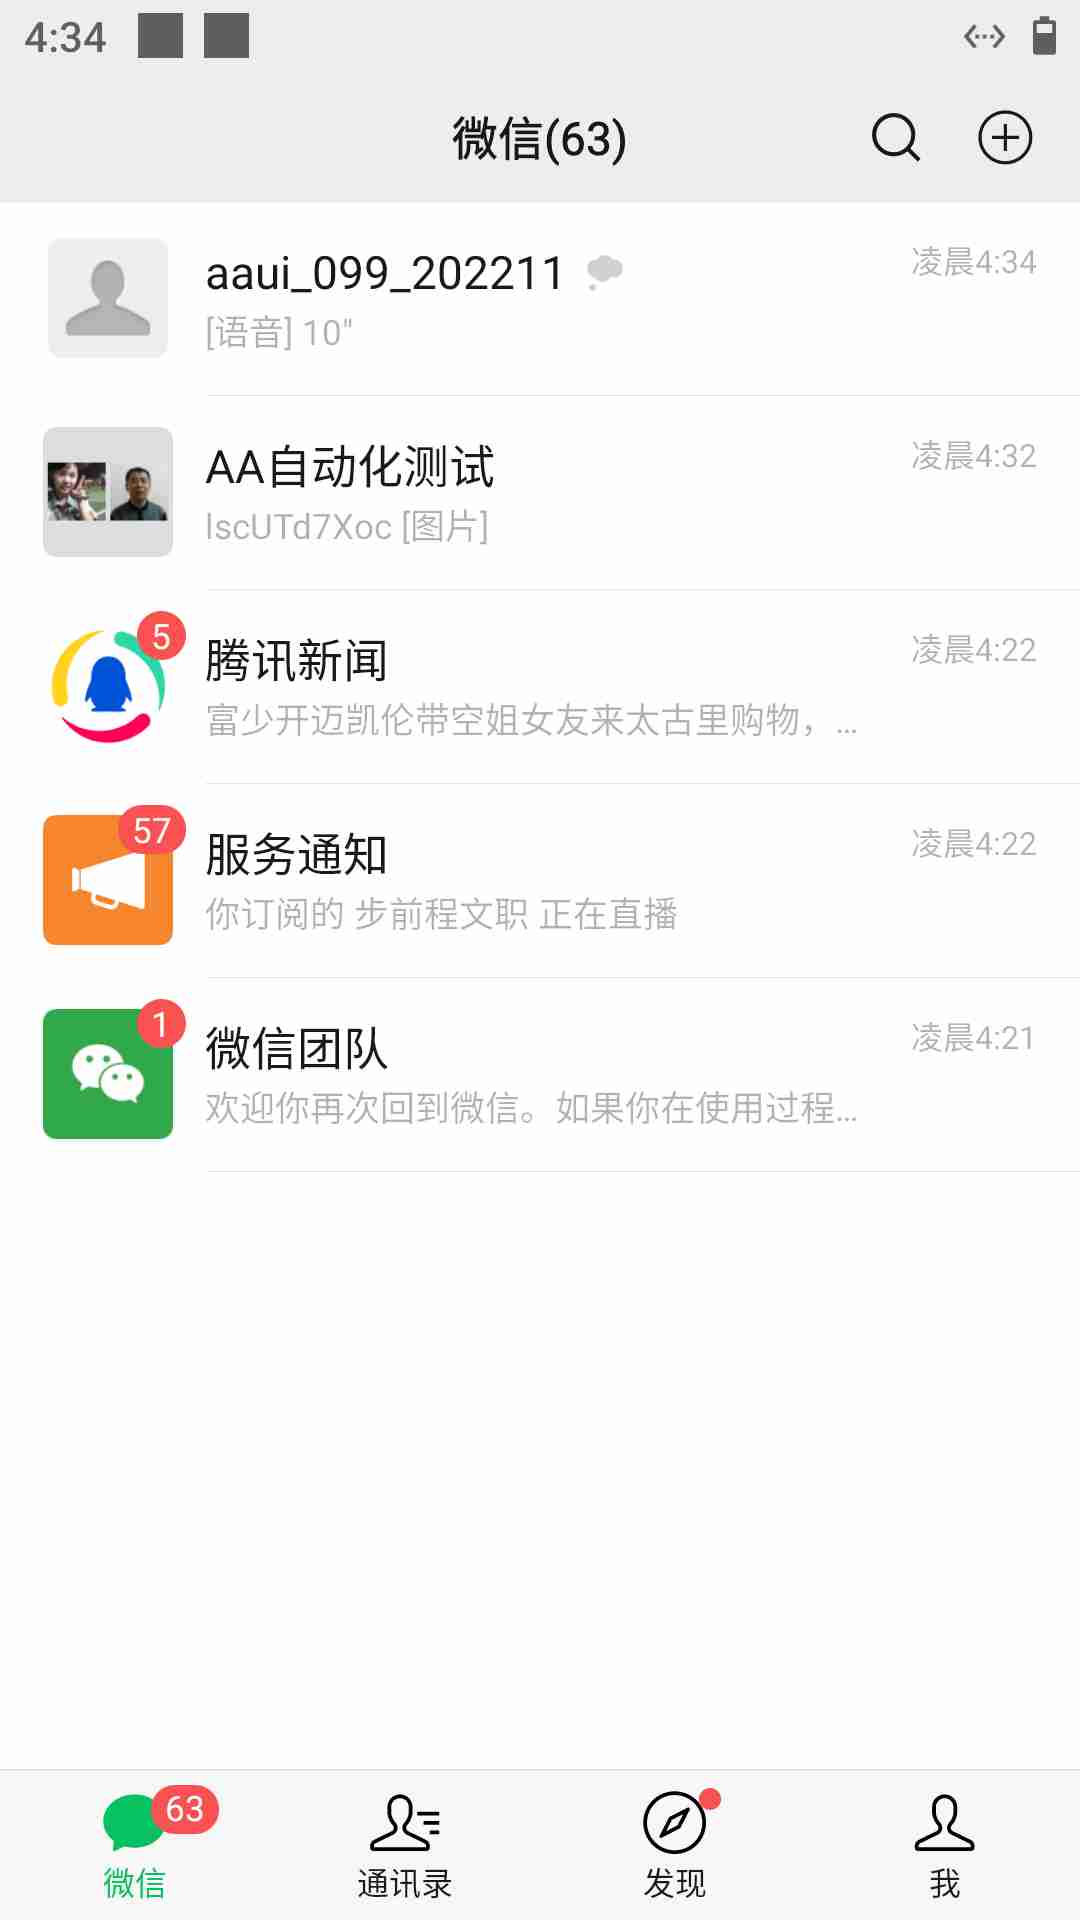 4:34
微信(63)
aaui_099_202211
凌晨4:34
[语音] 10"
AA自动化测试
凌晨4:32
lscUTd7Xoc [图片]
5
腾讯新闻
凌晨4:22
富少开迈凯伦带空姐女友来太古里购物，...
57
服务通知
凌晨4:22
你订阅的 步前程文职 正在直播
1
微信团队
凌晨4:21
欢迎你再次回到微信。如果你在使用过程...
63
微信
通讯录
发现
我